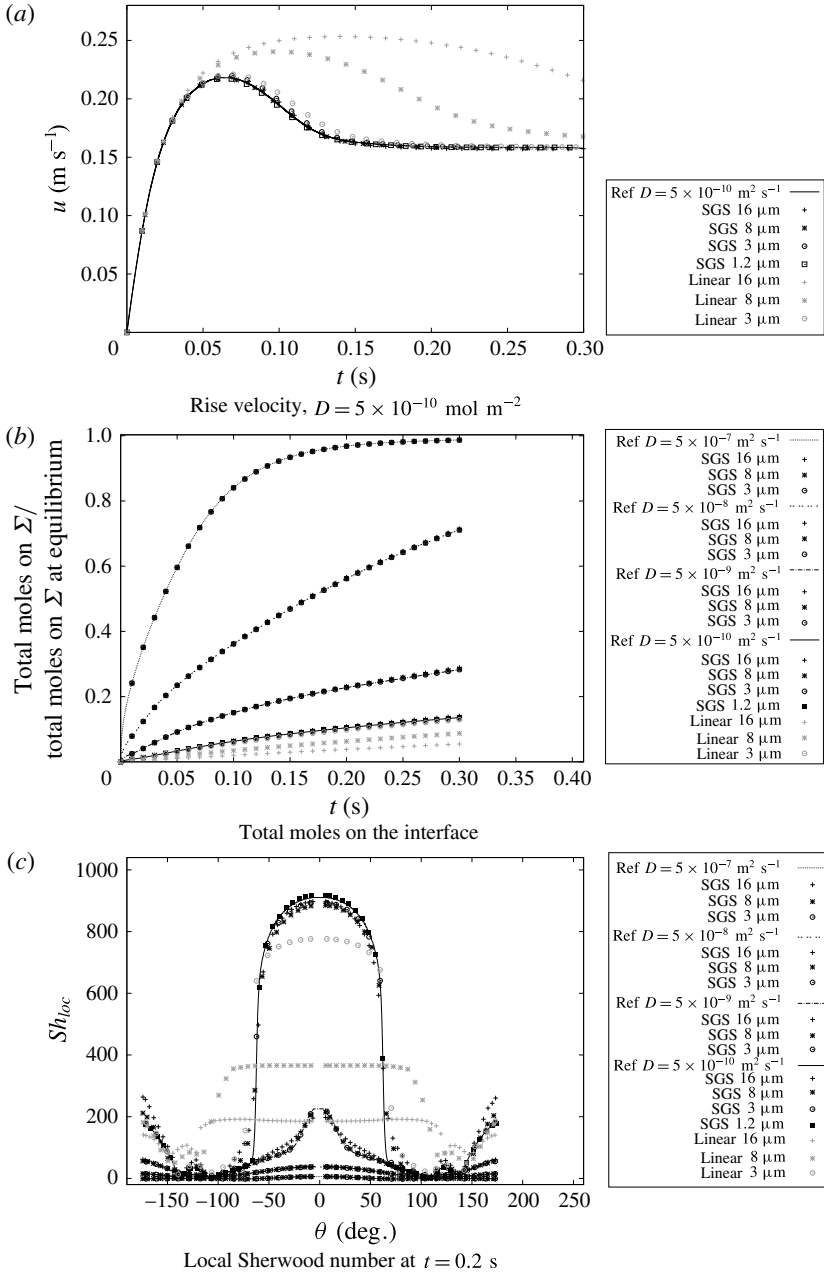 (a)
0.25
0.20
0.15
0.10
0.05
u (m s−1)
0
0.05
0.10
0.15
0.20
0.25
0.30
t (s)
Rise velocity, D = 5 × 10−10 mol m−2
Ref D = 5 × 10−10 m2 s−1
SGS 16 μm
SGS 8 μm
SGS 3 μm
SGS 1.2 μm
Linear 16 μm
Linear 8 μm
Linear 3 μm
(b)
1.0
0.8
0.6
0.4
0.2
Total moles on Σ/
total moles on Σ at equilibrium
0
0.05
0.10
0.15
0.20
0.25
0.30
0.35
0.40
t (s)
Total moles on the interface
Ref D = 5 × 10−7 m2 s−1
SGS 16 μm
SGS 8 μm
SGS 3 μm
Ref D = 5 × 10−8 m2 s−1
SGS 16 μm
SGS 8 μm
SGS 3 μm
Ref D = 5 × 10−9 m2 s−1
SGS 16 μm
SGS 8 μm
SGS 3 μm
Ref D = 5 × 10−10 m2 s−1
SGS 16 μm
SGS 8 μm
SGS 3 μm
SGS 1.2 μm
Linear 16 μm
Linear 8 μm
Linear 3 μm
(c)
1000
800
600
400
200
0
Shloc
−150
−100
−50
0
50
100
150
200
250
θ (deg.)
Local Sherwood number at t = 0.2 s
Ref D = 5 × 10−7 m2 s−1
SGS 16 μm
SGS 8 μm
SGS 3 μm
Ref D = 5 × 10−8 m2 s−1
SGS 16 μm
SGS 8 μm
SGS 3 μm
Ref D = 5 × 10−9 m2 s−1
SGS 16 μm
SGS 8 μm
SGS 3 μm
Ref D = 5 × 10−10 m2 s−1
SGS 16 μm
SGS 8 μm
SGS 3 μm
SGS 1.2 μm
Linear 16 μm
Linear 8 μm
Linear 3 μm